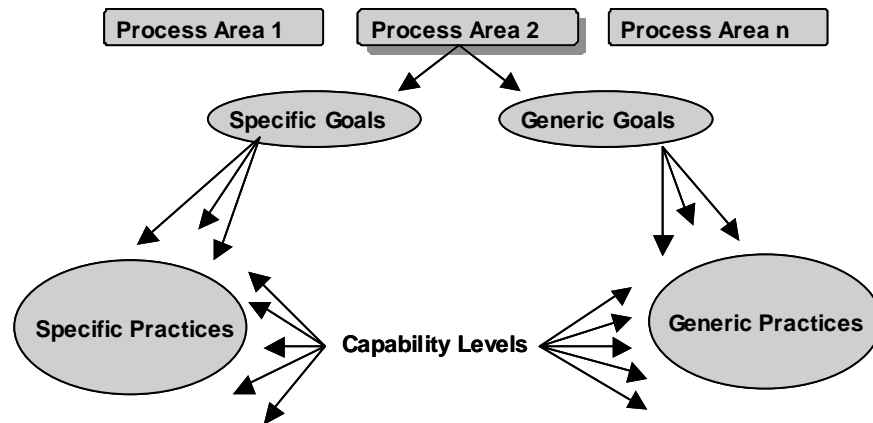 Process Area 1
Process Area 2
Process Area n
Specific Goals
Generic Goals
Specific Practices
Capability Levels
Generic Practices